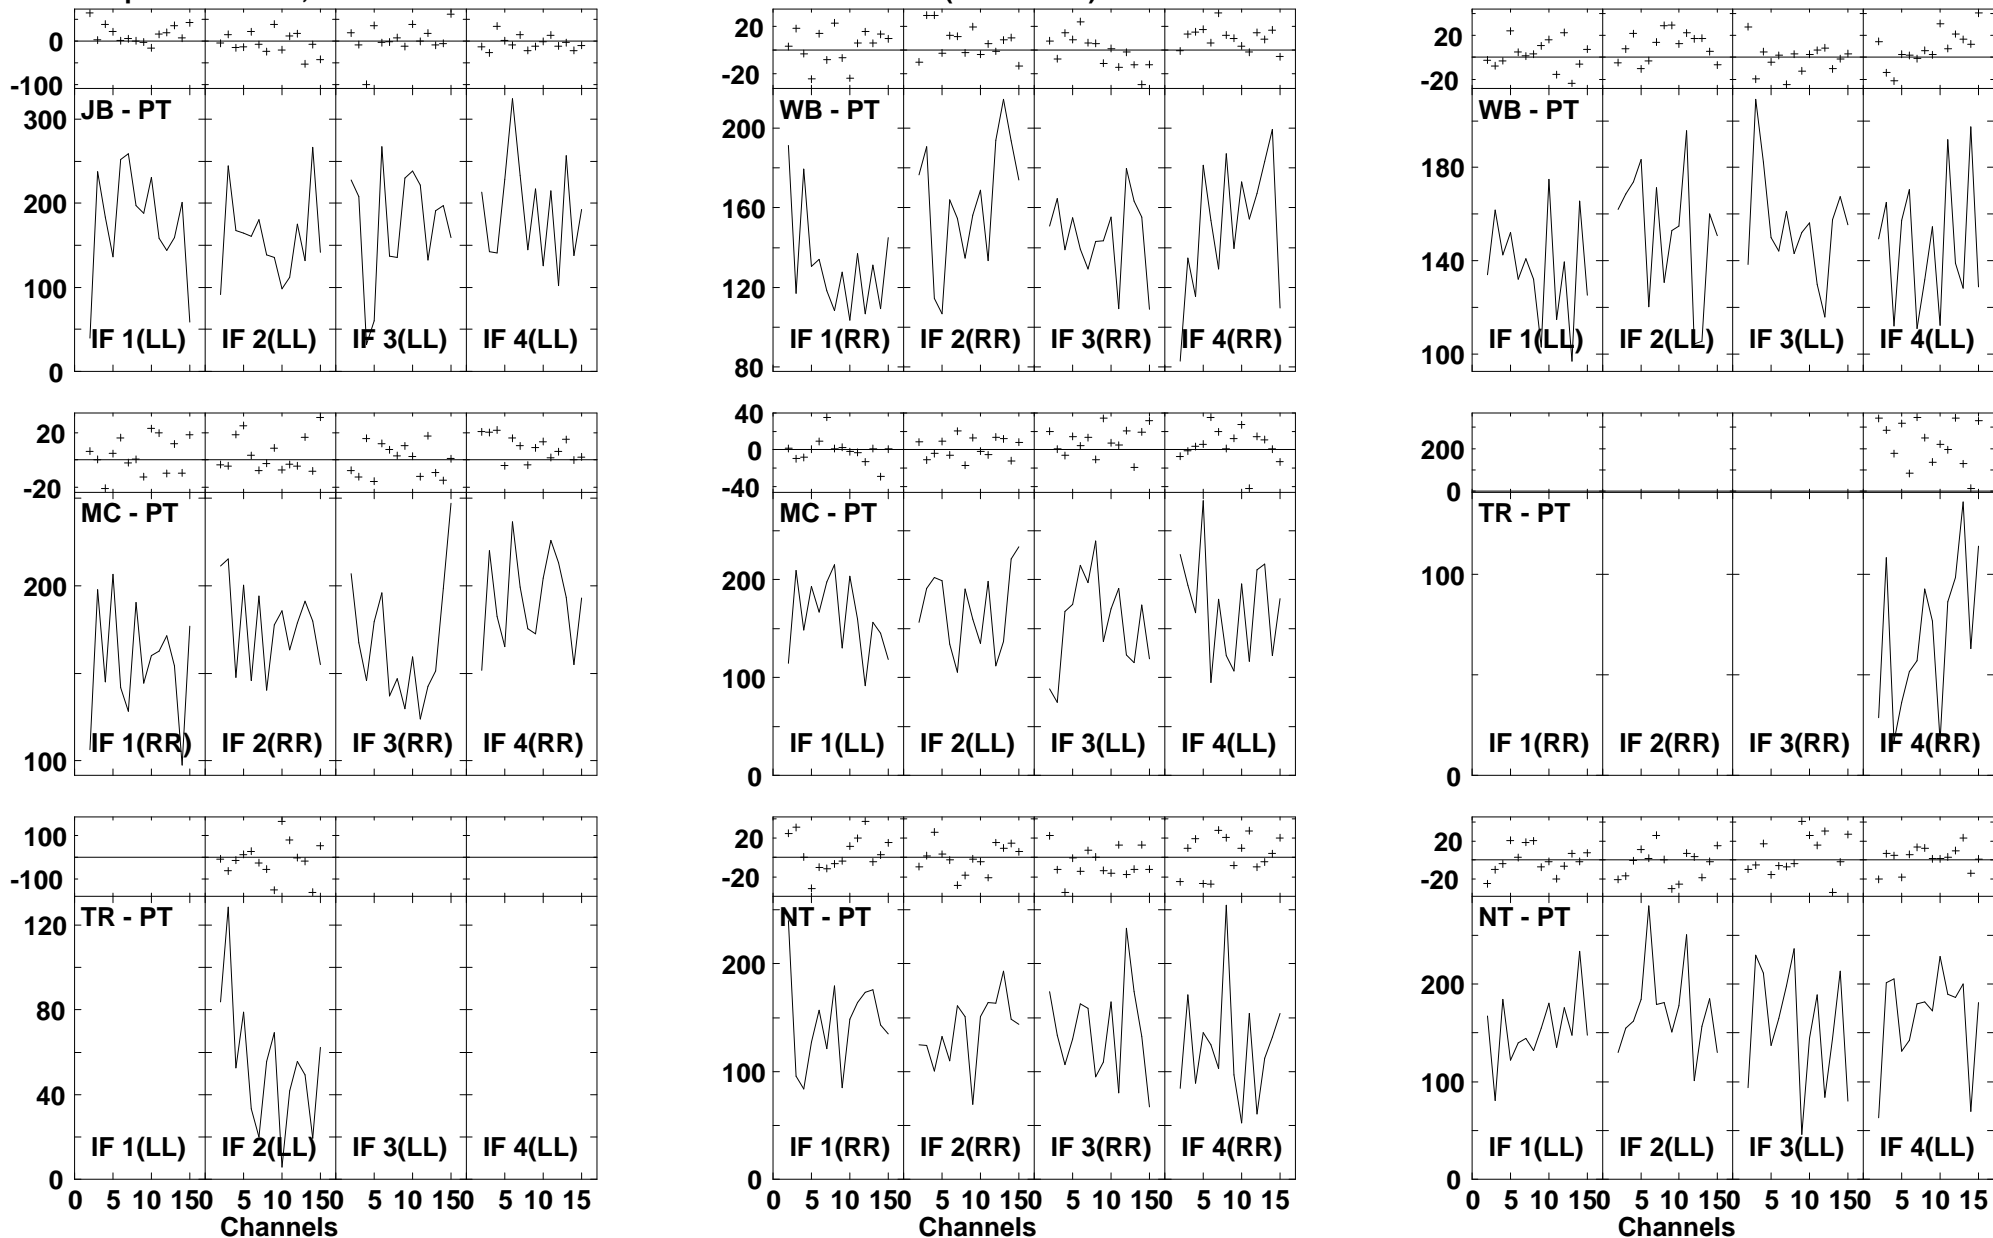 0
-100
20
-20
20
-20
300
200
100
0
JB - PT
IF 1(LL) IF 2(LL) IF 3(LL) IF 4(LL)
200
160
120
80
WB - PT
IF 1(RR) IF 2(RR) IF 3(RR) IF 4(RR)
180
140
100
WB - PT
IF 1(LL) IF 2(LL) IF 3(LL) IF 4(LL)
20
-20
40
0
-40
200
0
200
100
MC - PT
IF 1(RR) IF 2(RR) IF 3(RR) IF 4(RR)
200
100
0
MC - PT
IF 1(LL) IF 2(LL) IF 3(LL) IF 4(LL)
100
0
TR - PT
IF 1(RR) IF 2(RR) IF 3(RR) IF 4(RR)
100
-100
20
-20
20
-20
120
80
40
0
TR - PT
IF 1(LL) IF 2(LL) IF 3(LL) IF 4(LL)
200
100
0
NT - PT
IF 1(RR) IF 2(RR) IF 3(RR) IF 4(RR)
200
100
0
NT - PT
IF 1(LL) IF 2(LL) IF 3(LL) IF 4(LL)
0 5 10 150 5 10 150 5 10 150 5 10 15
Channels
0 5 10 150 5 10 150 5 10 150 5 10 15
Channels
0 5 10 150 5 10 150 5 10 150 5 10 15
Channels